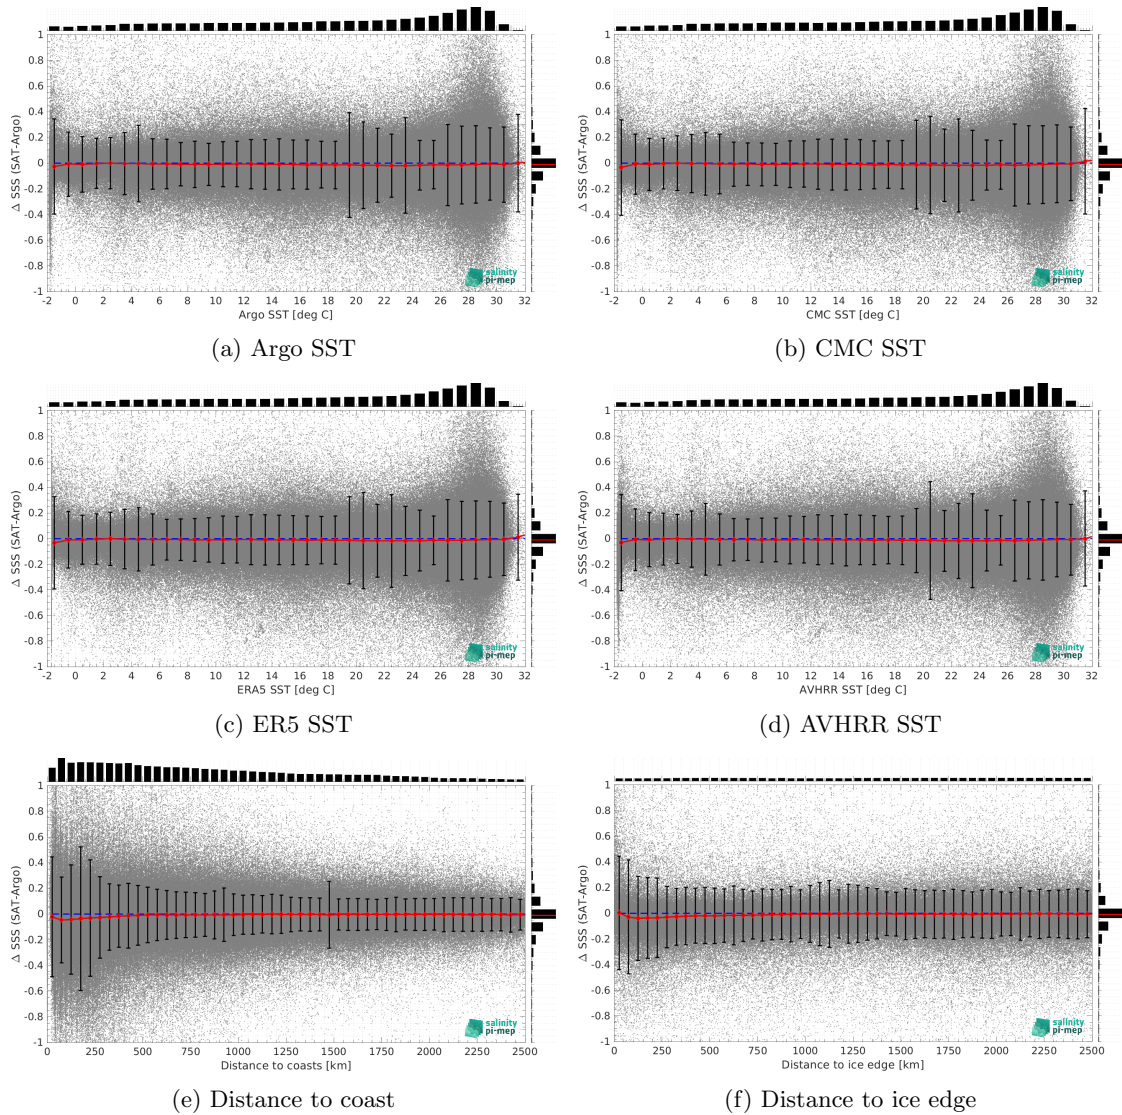 1
0.8
0.6
0.4
0.2
0
-0.2
-0.4
-0.6
-0.8
-1
Δ SSS (SAT-Argo)
-2 0 2 4 6 8 10 12 14 16 18 20 22 24 26 28 30 32
Argo SST [deg C]
salinity
pi-mep
(a) Argo SST
1
0.8
0.6
0.4
0.2
0
-0.2
-0.4
-0.6
-0.8
-1
Δ SSS (SAT-Argo)
-2 0 2 4 6 8 10 12 14 16 18 20 22 24 26 28 30 32
CMC SST [deg C]
salinity
pi-mep
(b) CMC SST
1
0.8
0.6
0.4
0.2
0
-0.2
-0.4
-0.6
-0.8
-1
Δ SSS (SAT-Argo)
-2 0 2 4 6 8 10 12 14 16 18 20 22 24 26 28 30 32
ERA5 SST [deg C]
salinity
pi-mep
(c) ER5 SST
1
0.8
0.6
0.4
0.2
0
-0.2
-0.4
-0.6
-0.8
-1
Δ SSS (SAT-Argo)
-2 0 2 4 6 8 10 12 14 16 18 20 22 24 26 28 30 32
AVHRR SST [deg C]
salinity
pi-mep
(d) AVHRR SST
1
0.8
0.6
0.4
0.2
0
-0.2
-0.4
-0.6
-0.8
-1
Δ SSS (SAT-Argo)
0 250 500 750 1000 1250 1500 1750 2000 2250 2500
Distance to coasts [km]
salinity
pi-mep
(e) Distance to coast
1
0.8
0.6
0.4
0.2
0
-0.2
-0.4
-0.6
-0.8
-1
Δ SSS (SAT-Argo)
0 250 500 750 1000 1250 1500 1750 2000 2250 2500
Distance to ice edge [km]
salinity
pi-mep
(f) Distance to ice edge